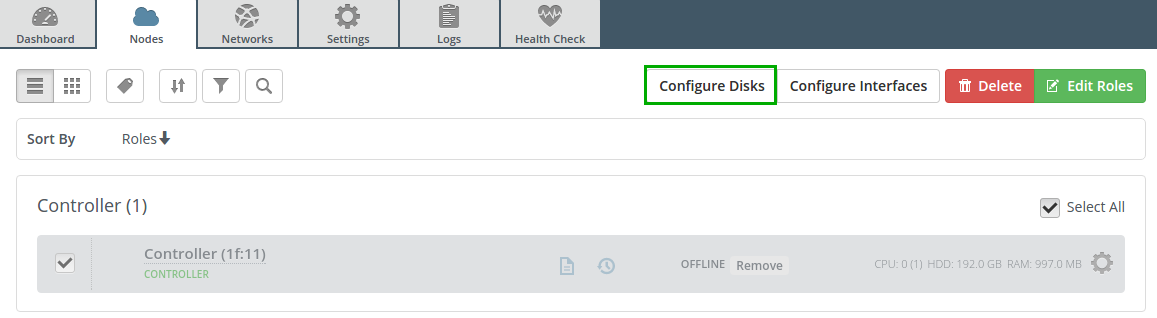 Dashboard Nodes Networks Settings Logs Health Check
Configure Disks Configure Interfaces Delete Edit Roles
Sort By Roles
Controller (1) Select All
Controller (1f:11)
CONTROLLER
OFFLINE Remove CPU: 0 (1) HDD: 192.0 GB RAM: 997.0 MB